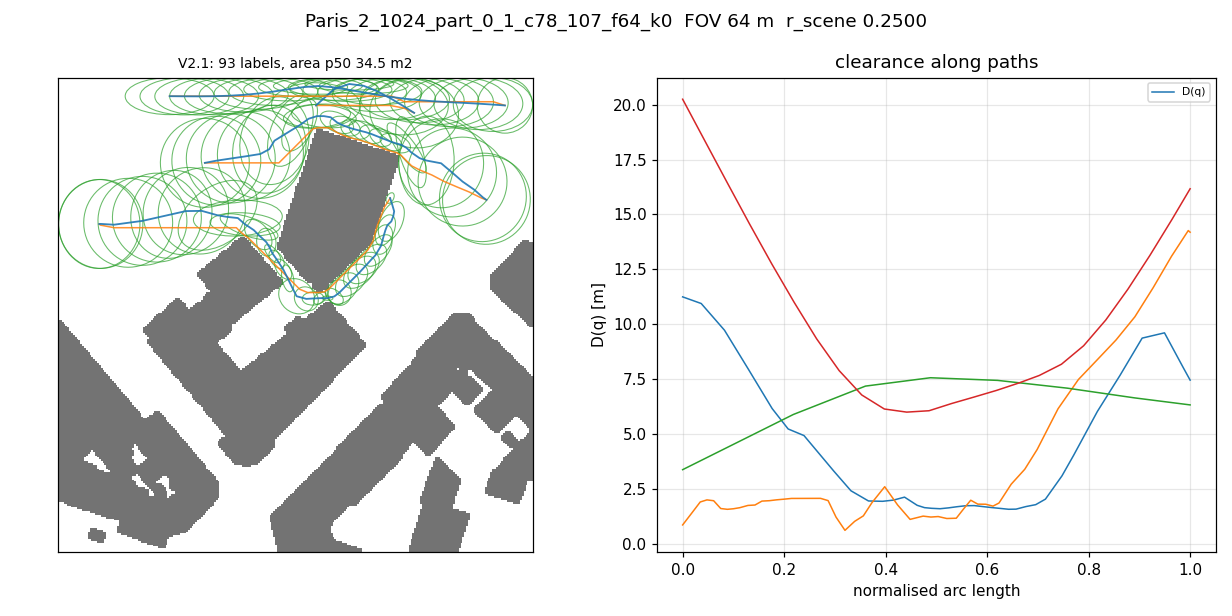 Paris_2_1024_part_0_1_c78_107_f64_k0  FOV 64 m  r_scene 0.2500
V2.1: 93 labels, area p50 34.5 m2
clearance along paths
D(q)
20.0
17.5
15.0
12.5
10.0
7.5
5.0
2.5
0.0
D(q) [m]
0.0 0.2 0.4 0.6 0.8 1.0
normalised arc length